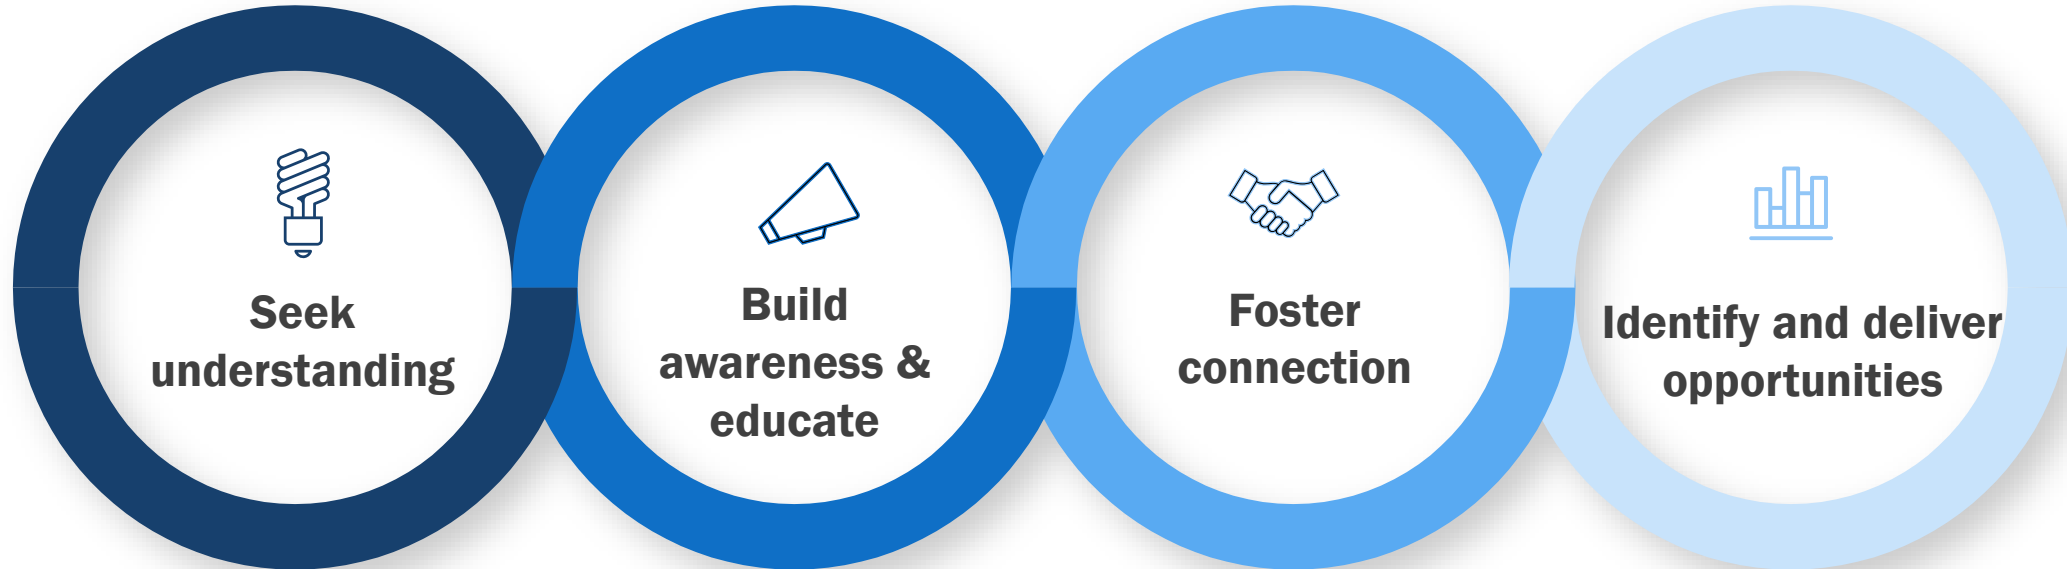 Seek
understanding
Build
awareness &
educate
Foster
connection
Identify and deliver
opportunities